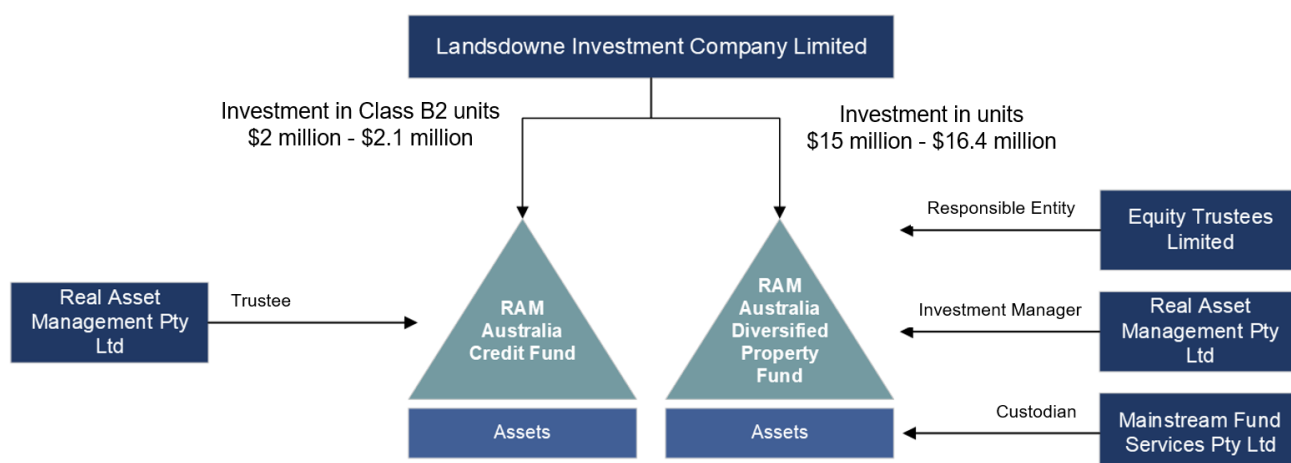 Landsdowne Investment Company Limited
Investment in Class B2 units
$2 million - $2.1 million
Investment in units
$15 million - $16.4 million
Real Asset
Management Pty
Ltd
Trustee
RAM
Australia
Credit Fund
Assets
RAM
Australia
Diversified
Property
Fund
Assets
Responsible Entity
Equity Trustees
Limited
Investment Manager
Real Asset
Management Pty
Ltd
Custodian
Mainstream Fund
Services Pty Ltd